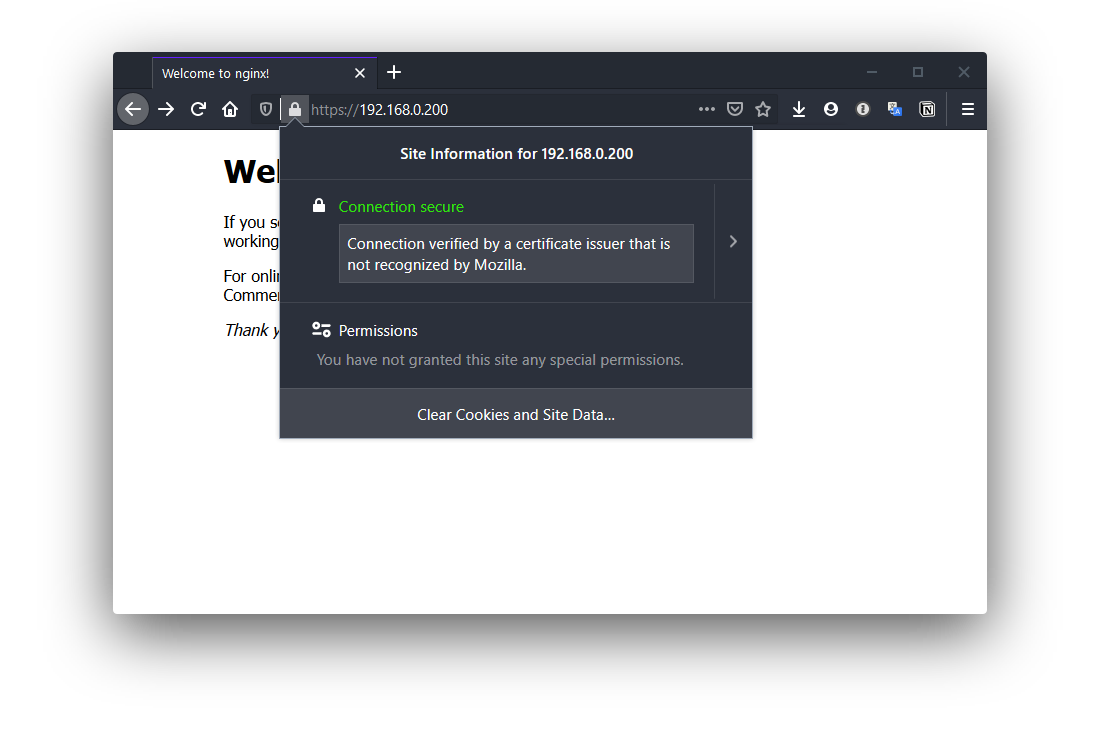 Welcome to nginx!
https://192.168.0.200
Site Information for 192.168.0.200
Wel
Connection secure
If you s
Connection verified by a certificate issuer that is
working
not recognized by Mozilla.
For onli
Commer
Thank y
Permissions
You have not granted this site any special permissions.
Clear Cookies and Site Data...